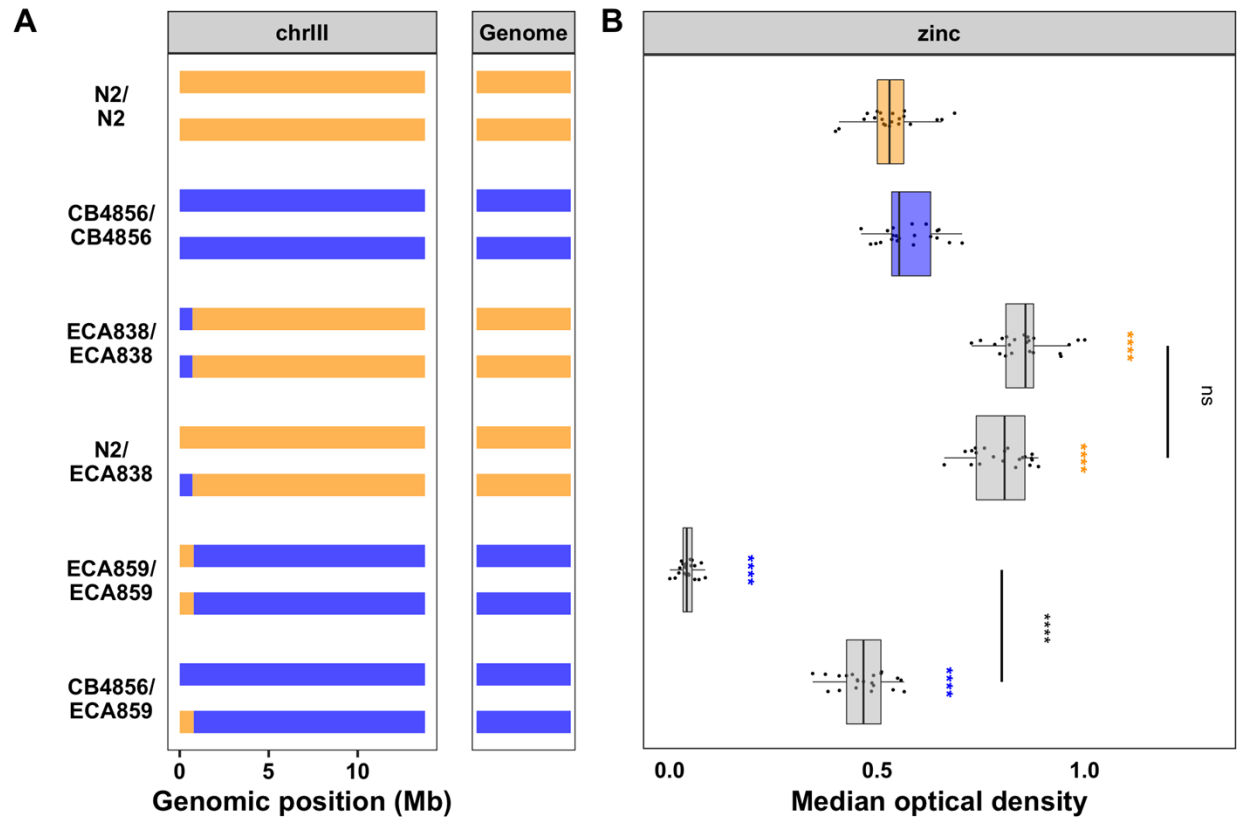 A
chrIII
Genome
B
zinc
N2/
N2
CB4856/
CB4856
ECA838/
ECA838
****
ns
N2/
ECA838
****
ECA859/
ECA859
****
****
CB4856/
ECA859
****
0 5 10
0.0 0.5 1.0
Genomic position (Mb)
Median optical density